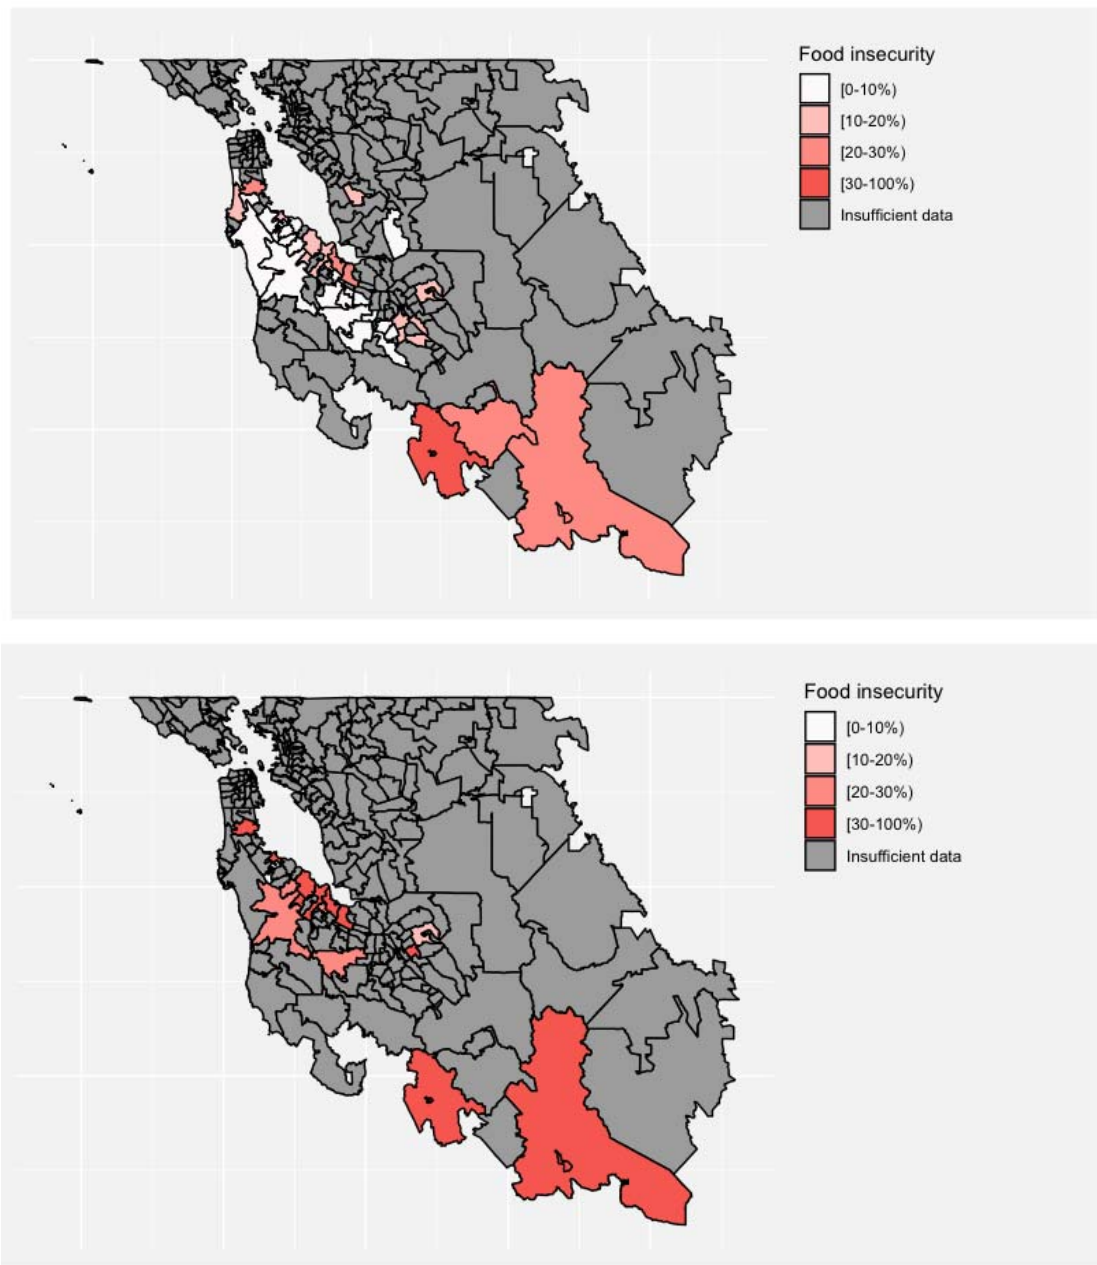 Food insecurity
[0-10%)
[10-20%)
[20-30%)
[30-100%)
Insufficient data
Food insecurity
[0-10%)
[10-20%)
[20-30%)
[30-100%)
Insufficient data